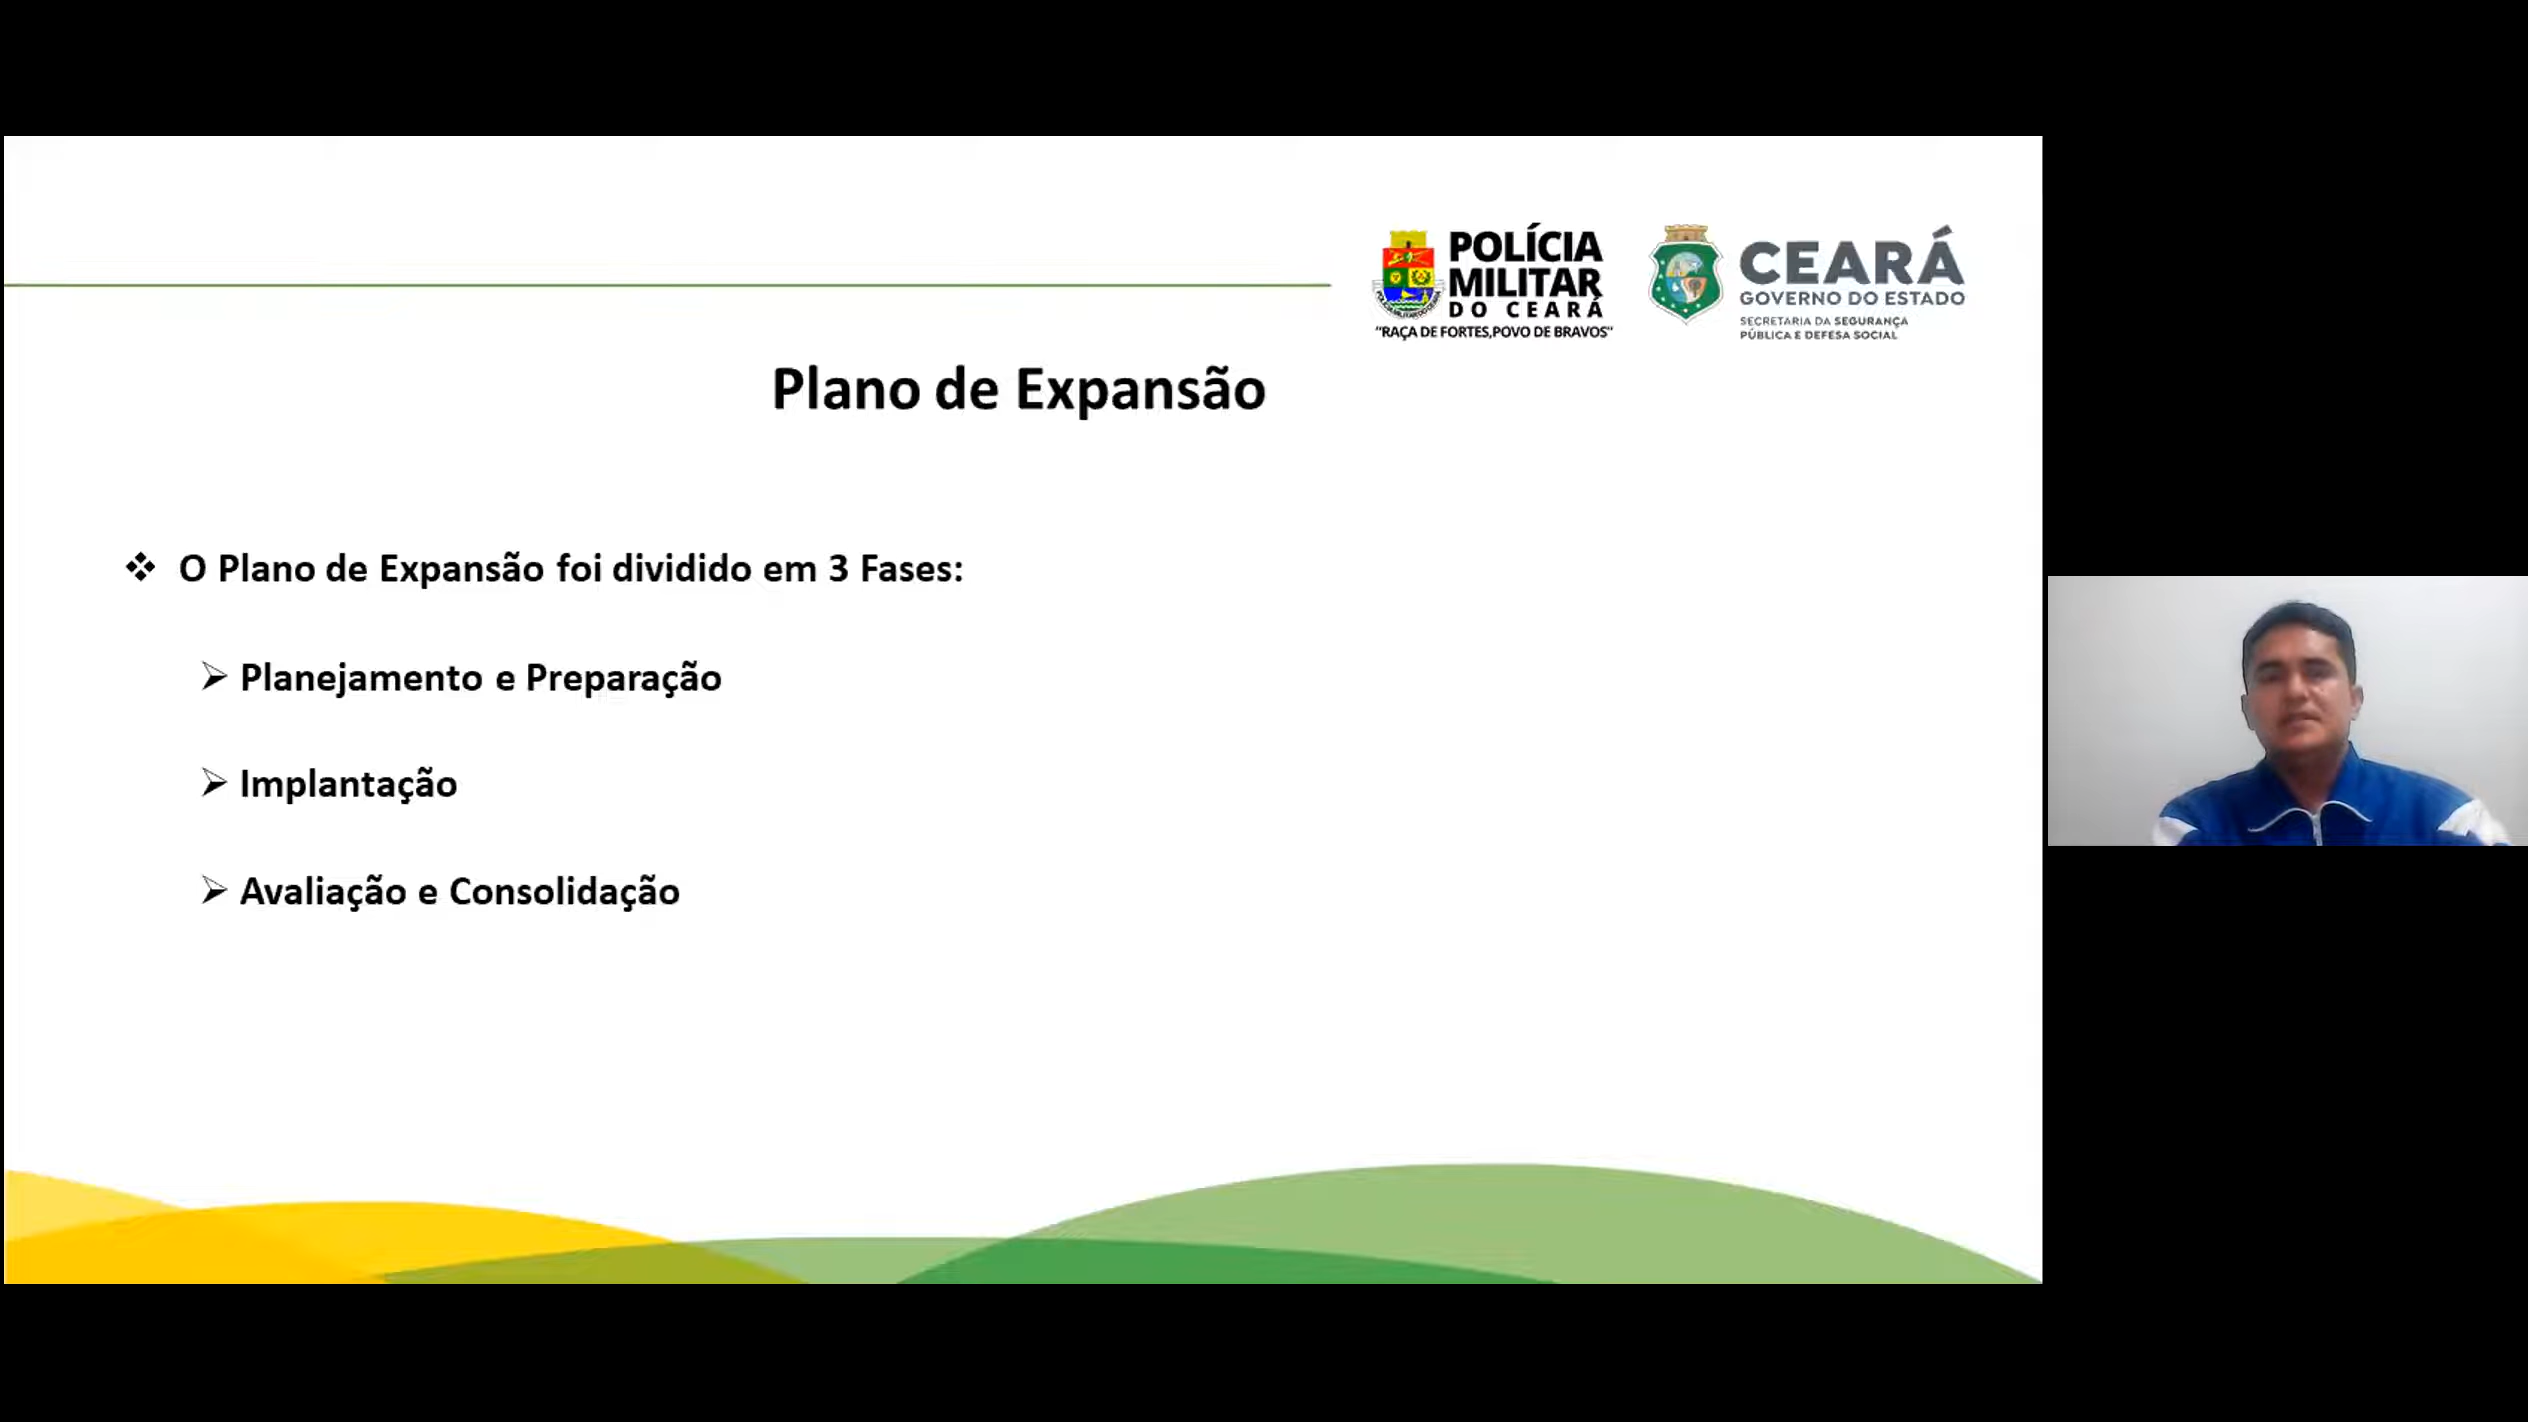 POLÍCIA
MILITAR
DO CEARÁ
"RAÇA DE FORTES,POVO DE BRAVOS"
CEARÁ
GOVERNO DO ESTADO
SECRETARIA DA SEGURANÇA
PÚBLICA E DEFESA SOCIAL
Plano de Expansão
❖ O Plano de Expansão foi dividido em 3 Fases:
➢ Planejamento e Preparação
➢ Implantação
➢ Avaliação e Consolidação